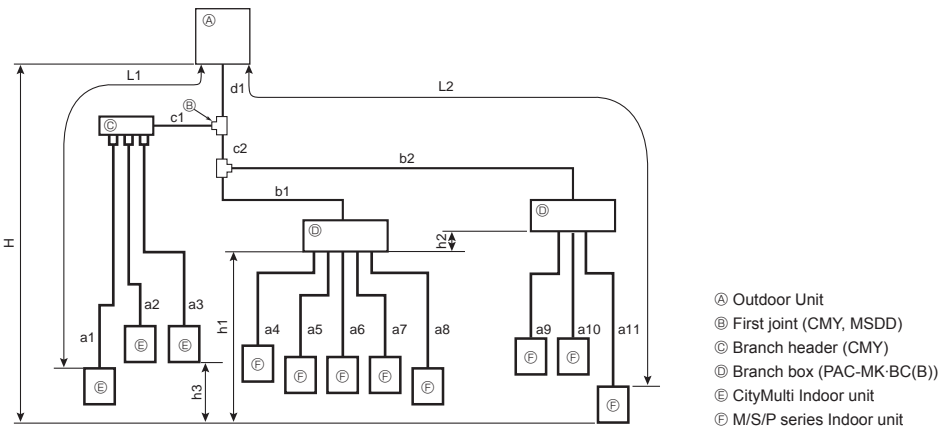 Ⓐ
L1
d1
L2
Ⓑ
Ⓒ
c1
c2
b2
b1
Ⓓ
Ⓓ
H
h2
h1
a1
a2
a3
a4
a5
a6
a7
a8
a9
a10
a11
h3
Ⓔ
Ⓔ
Ⓔ
Ⓕ
Ⓕ
Ⓕ
Ⓕ
Ⓕ
Ⓕ
Ⓕ
Ⓕ
Ⓐ Outdoor Unit
Ⓑ First joint (CMY, MSDD)
Ⓒ Branch header (CMY)
Ⓓ Branch box (PAC-MK·BC(B))
Ⓔ CityMulti Indoor unit
Ⓕ M/S/P series Indoor unit